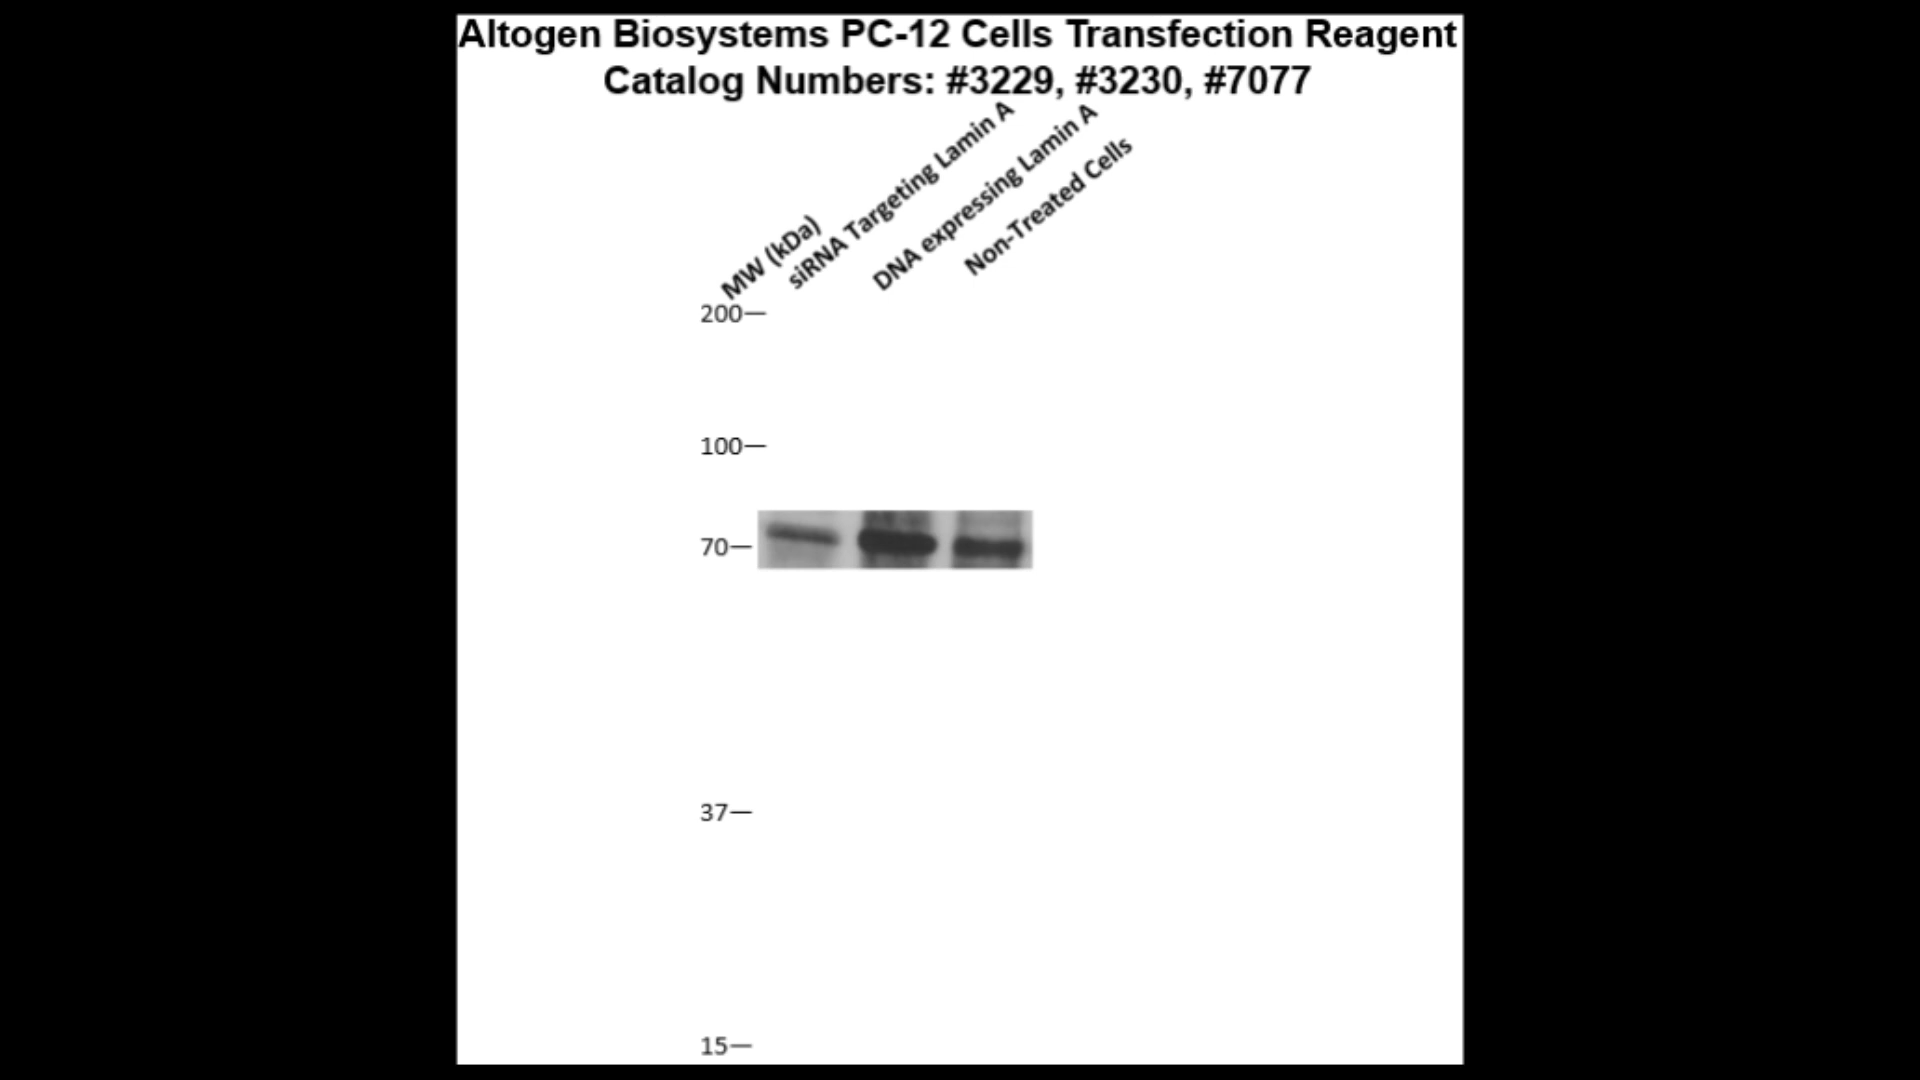 Altogen Biosystems PC-12 Cells Transfection Reagent
Catalog Numbers: #3229, #3230, #7077
MW (kDa)
siRNA Targeting Lamin A
DNA expressing Lamin A
Non-Treated Cells
200—
100—
70—
37—
15—